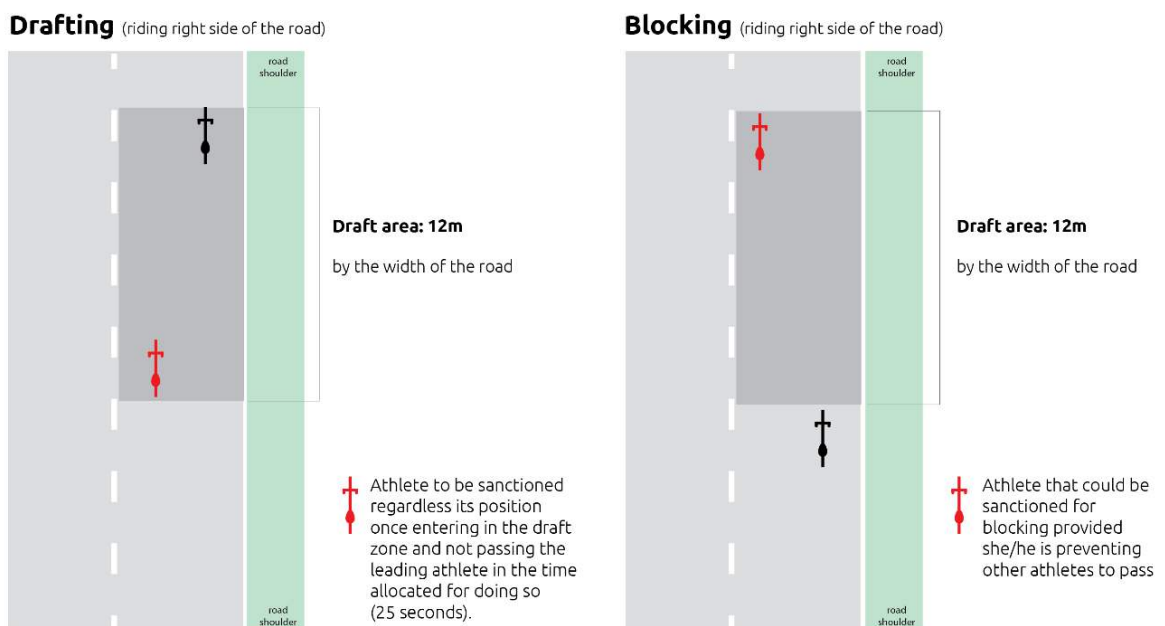 Drafting (riding right side of the road)
road
shoulder
Draft area: 12m
by the width of the road
Athlete to be sanctioned
regardless its position
once entering in the draft
zone and not passing the
leading athlete in the time
allocated for doing so
(25 seconds).
road
shoulder
Blocking (riding right side of the road)
road
shoulder
Draft area: 12m
by the width of the road
Athlete that could be
sanctioned for
blocking provided
she/he is preventing
other athletes to pass
road
shoulder